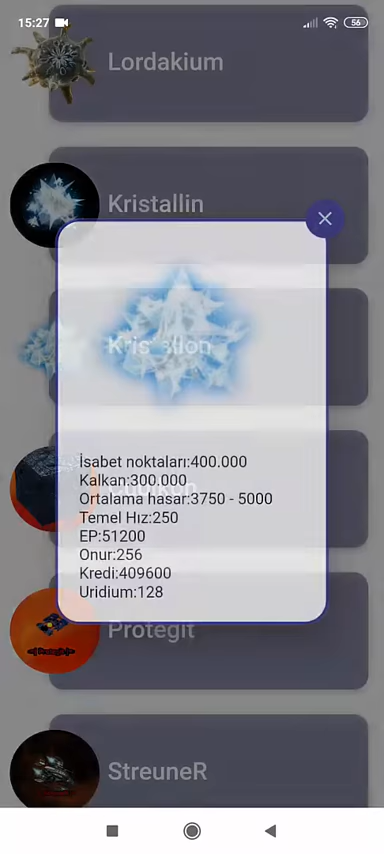 15:27
56
Lordakium
Kristallin
Kristallon
İsabet noktaları:400.000
Kalkan:300.000
Ortalama hasar:3750 - 5000
Temel Hız:250
EP:51200
Onur:256
Kredi:409600
Uridium:128
Protegit
StreuneR